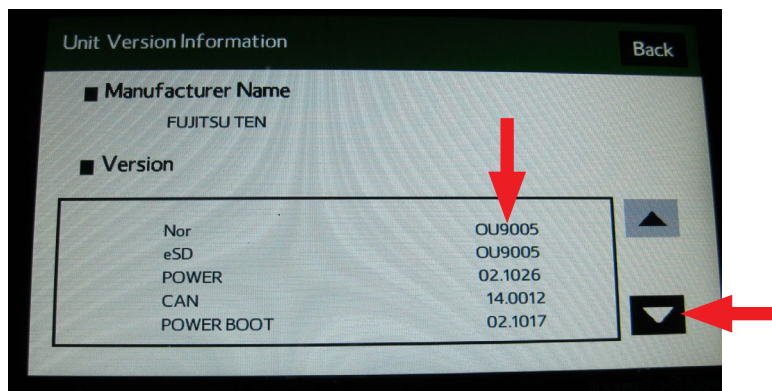 Unit Version Information
Back
■ Manufacturer Name
FUJITSU TEN
■ Version
Nor OU9005
eSD OU9005
POWER 02.1026
CAN 14.0012
POWER BOOT 02.1017